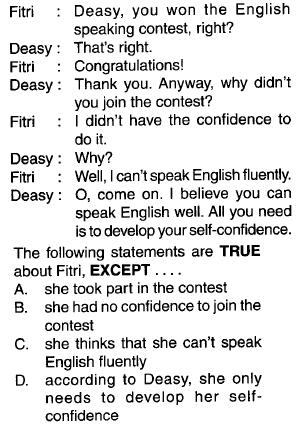 Fitri : Deasy, you won the English
speaking contest, right?
Deasy : That's right.
Fitri : Congratulations!
Deasy : Thank you. Anyway, why didn't
you join the contest?
Fitri : I didn't have the confidence to
do it.
Deasy : Why?
Fitri : Well, I can't speak English fluently.
Deasy : O, come on. I believe you can
speak English well. All you need
is to develop your self-confidence.
The following statements are TRUE
about Fitri, EXCEPT ....
A. she took part in the contest
B. she had no confidence to join the
contest
C. she thinks that she can't speak
English fluently
D. according to Deasy, she only
needs to develop her self-
confidence